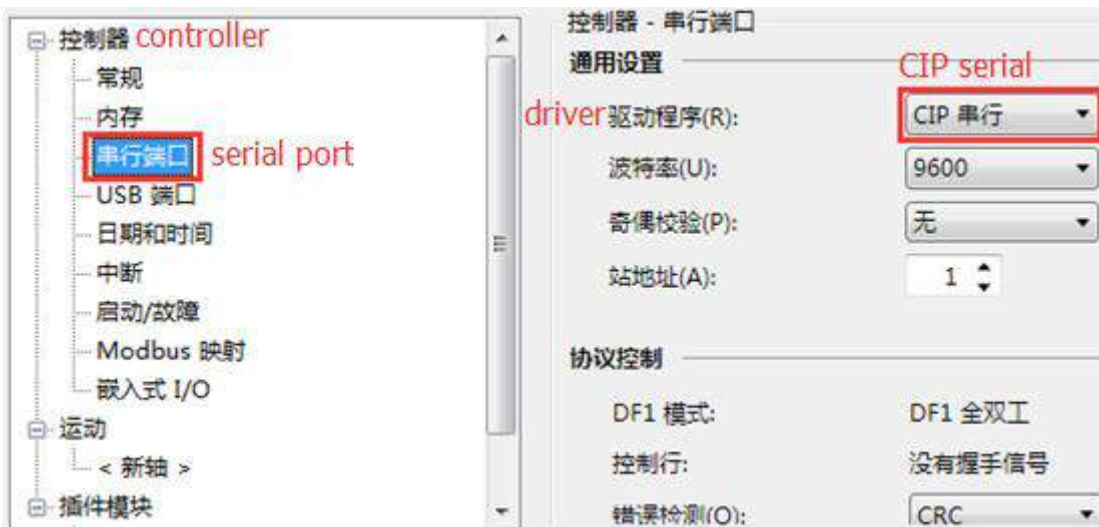 控制器 controller
常规
内存
串行端口 serial port
USB 端口
日期和时间
中断
启动/故障
Modbus 映射
嵌入式 I/O
运动
< 新轴 >
插件模块
控制器 - 串行端口
通用设置
CIP serial
driver 驱动程序(R): CIP 串行
波特率(U): 9600
奇偶校验(P): 无
站地址(A): 1
协议控制
DF1 模式: DF1 全双工
控制行: 没有握手信号
错误检测(O): CRC